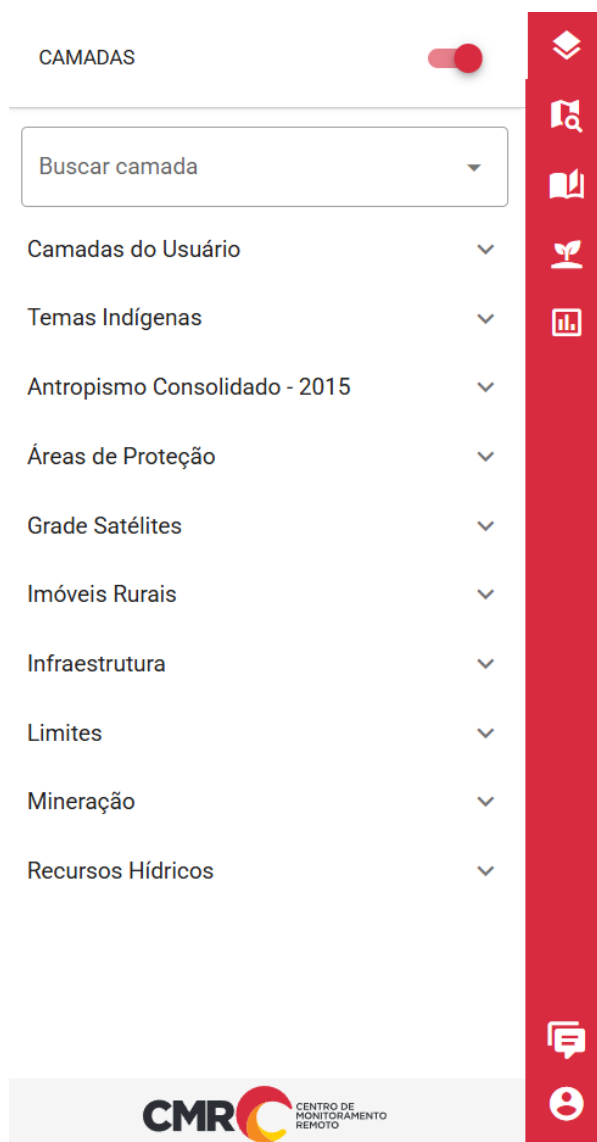 CAMADAS
Buscar camada
Camadas do Usuário
Temas Indígenas
Antropismo Consolidado - 2015
Áreas de Proteção
Grade Satélites
Imóveis Rurais
Infraestrutura
Limites
Mineração
Recursos Hídricos
CMR CENTRO DE
MONITORAMENTO
REMOTO